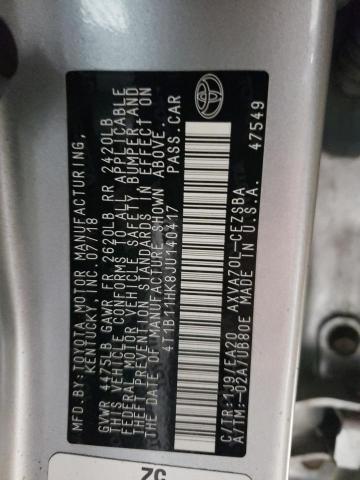 MFD. BY: TOYOTA MOTOR MANUFACTURING,
KENTUCKY, INC. 07/18
GVWR 4475LB GAWR FR 2620LB RR 2420LB
THIS VEHICLE CONFORMS TO ALL APPLICABLE
FEDERAL MOTOR VEHICLE SAFETY, BUMPER, AND
THEFT PREVENTION STANDARDS IN EFFECT ON
THE DATE OF MANUFACTURE SHOWN ABOVE.
4T1B11HK8JU140417 PASS.CAR
C/TR:1J9/EA20 AXVA70L-CEZSBA
A/TM:-02A/UB80E MADE IN U.S.A.
47549
ZC